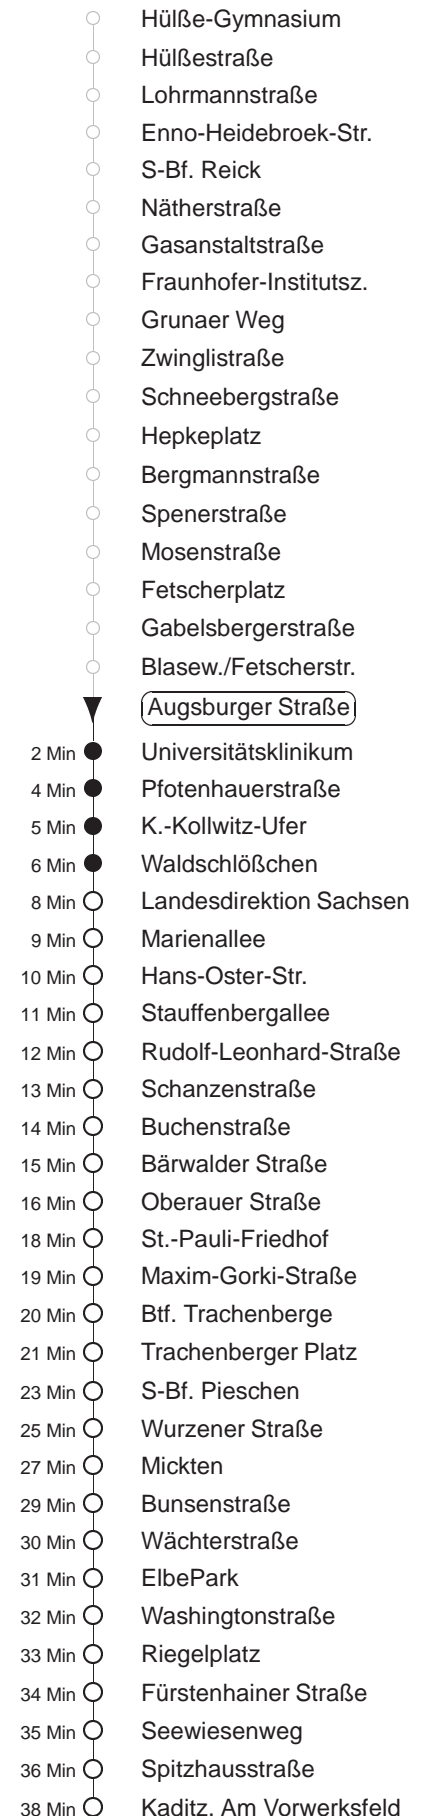 Hülße-Gymnasium
Hülßestraße
Lohrmannstraße
Enno-Heidebroek-Str.
S-Bf. Reick
Nätherstraße
Gasanstaltstraße
Fraunhofer-Institutsz.
Grunaer Weg
Zwinglistraße
Schneebergstraße
Hepkeplatz
Bergmannstraße
Spenerstraße
Mosenstraße
Fetscherplatz
Gabelsbergerstraße
Blasew./Fetscherstr.
Augsburger Straße
2 Min Universitätsklinikum
4 Min Pfotenhauerstraße
5 Min K.-Kollwitz-Ufer
6 Min Waldschlößchen
8 Min Landesdirektion Sachsen
9 Min Marienallee
10 Min Hans-Oster-Str.
11 Min Stauffenbergallee
12 Min Rudolf-Leonhard-Straße
13 Min Schanzenstraße
14 Min Buchenstraße
15 Min Bärwalder Straße
16 Min Oberauer Straße
18 Min St.-Pauli-Friedhof
19 Min Maxim-Gorki-Straße
20 Min Btf. Trachenberge
21 Min Trachenberger Platz
23 Min S-Bf. Pieschen
25 Min Wurzener Straße
27 Min Mickten
29 Min Bunsenstraße
30 Min Wächterstraße
31 Min ElbePark
32 Min Washingtonstraße
33 Min Riegelplatz
34 Min Fürstenhainer Straße
35 Min Seewiesenweg
36 Min Spitzhausstraße
38 Min Kaditz, Am Vorwerksfeld